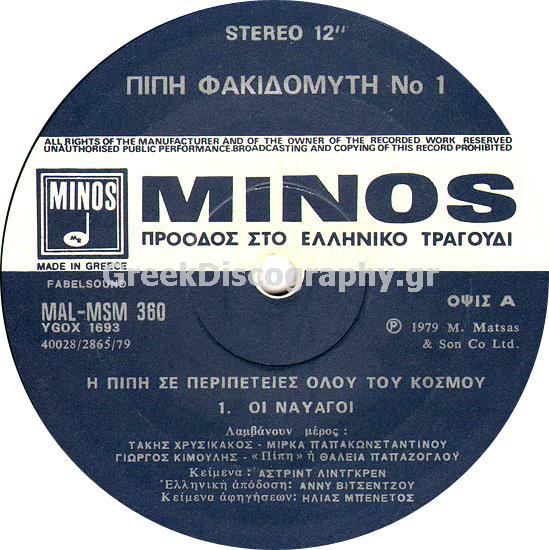 STEREO 12"
ΠΙΠΗ ΦΑΚΙΔΟΜΥΤΗ Νο 1
ALL RIGHTS OF THE MANUFACTURER AND OF THE OWNER OF THE RECORDED WORK RESERVED
UNAUTHORISED PUBLIC PERFORMANCE.BROADCASTING AND COPYING OF THIS RECORD PROHIBITED
MINOS
MINOS
ΠΡΟΟΔΟΣ ΣΤΟ ΕΛΛΗΝΙΚΟ ΤΡΑΓΟΥΔΙ
MADE IN GREECE
GreekDiscography.gr
FABELSOUND
MAL-MSM 360
YGOX 1693
40028/2865/79
ΟΨΙΣ Α
℗ 1979 M. Matsas
& Son Co Ltd.
Η ΠΙΠΗ ΣΕ ΠΕΡΙΠΕΤΕΙΕΣ ΟΛΟΥ ΤΟΥ ΚΟΣΜΟΥ
1. ΟΙ ΝΑΥΑΓΟΙ
Λαμβάνουν μέρος :
ΤΑΚΗΣ ΧΡΥΣΙΚΑΚΟΣ - ΜΙΡΚΑ ΠΑΠΑΚΩΝΣΤΑΝΤΙΝΟΥ
ΓΙΩΡΓΟΣ ΚΙΜΟΥΛΗΣ - «Πίπη» ἡ ΘΑΛΕΙΑ ΠΑΠΑΖΟΓΛΟΥ
Κείμενα : ΑΣΤΡΙΝΤ ΛΙΝΤΓΚΡΕΝ
Ἑλληνική ἀπόδοση: ΑΝΝΥ ΒΙΤΣΕΝΤΖΟΥ
Κείμενα ἀφηγήσεων: ΗΛΙΑΣ ΜΠΕΝΕΤΟΣ